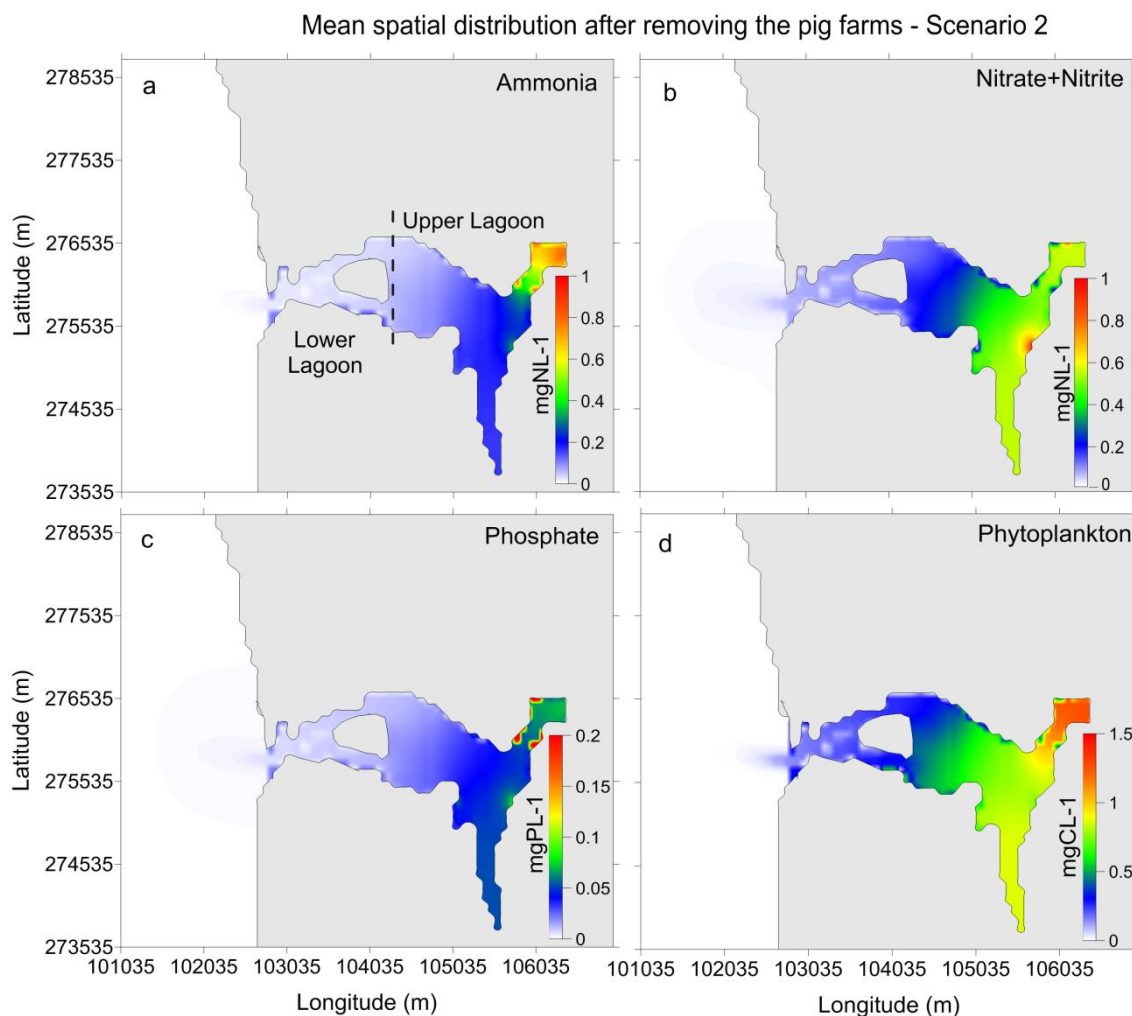 Mean spatial distribution after removing the pig farms - Scenario 2
a
Ammonia
Upper Lagoon
Lower
Lagoon
mgNL-1
1
0.8
0.6
0.4
0.2
0
Latitude (m)
278535
277535
276535
275535
274535
273535
b
Nitrate+Nitrite
mgNL-1
1
0.8
0.6
0.4
0.2
0
c
Phosphate
mgPL-1
0.2
0.15
0.1
0.05
0
Latitude (m)
278535
277535
276535
275535
274535
273535
101035 102035 103035 104035 105035 106035
Longitude (m)
d
Phytoplankton
mgCL-1
1.5
1
0.5
0
101035 102035 103035 104035 105035 106035
Longitude (m)